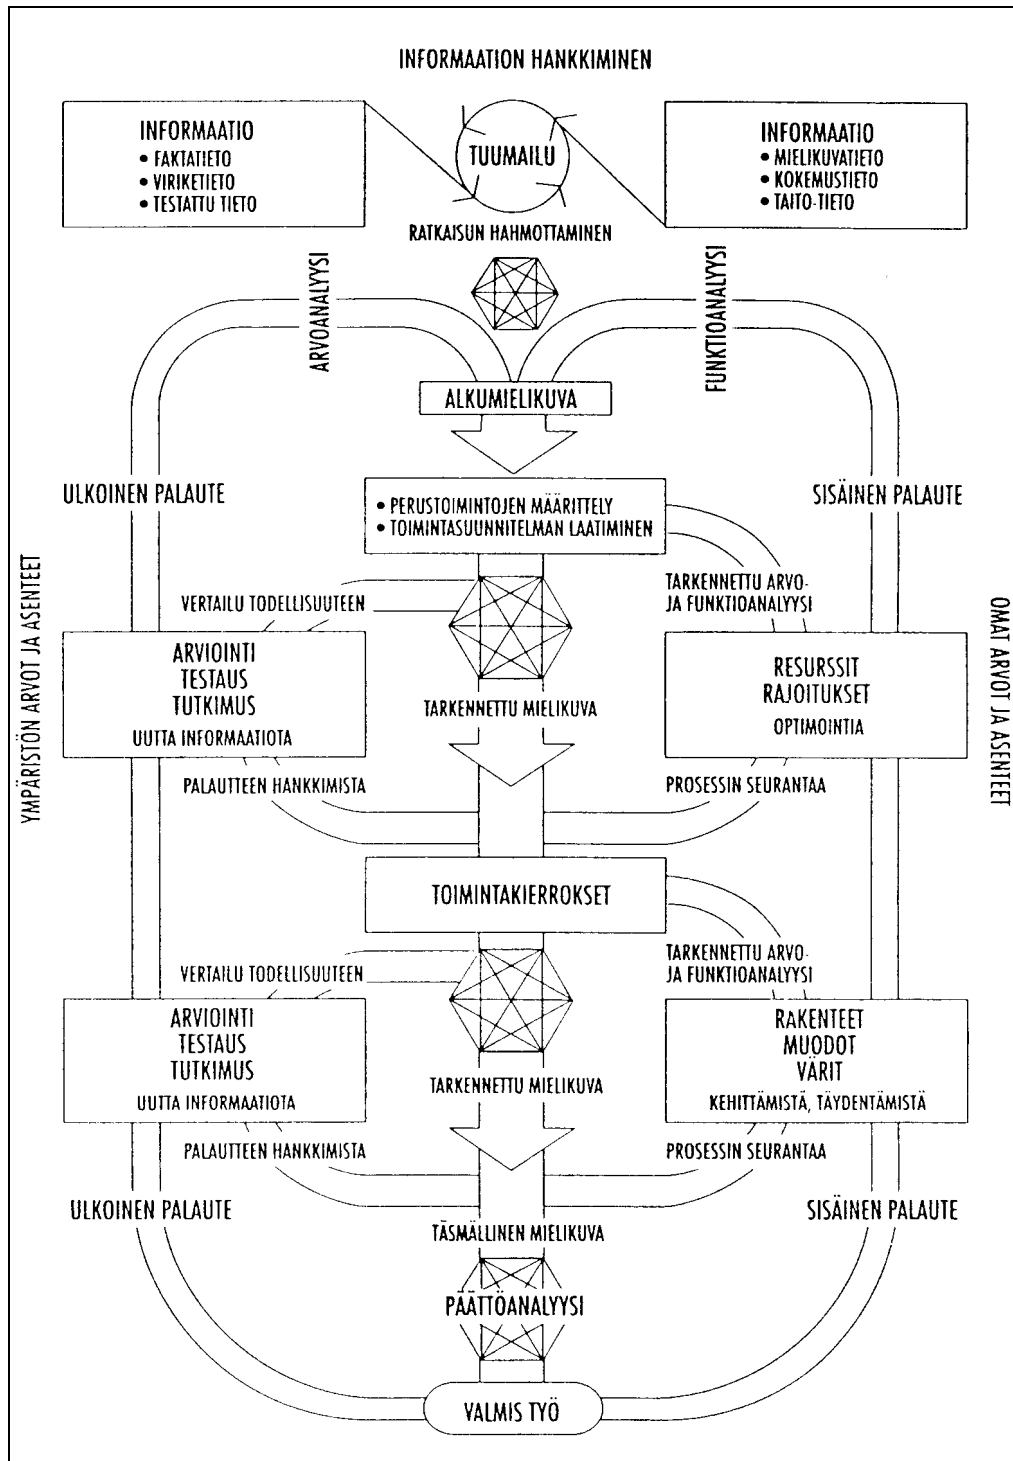 INFORMAATION HANKKIMINEN
INFORMAATIO
• FAKTATIETO
• VIRIKETIETO
• TESTATTU TIETO
TUUMAILU
INFORMAATIO
• MIELIKUVATIETO
• KOKEMUSTIETO
• TAITO-TIETO
RATKAISUN HAHMOTTAMINEN
ARVOANALYYSI
FUNKTIOANALYYSI
ALKUMIELIKUVA
ULKOINEN PALAUTE
SISÄINEN PALAUTE
• PERUSTOIMINTOJEN MÄÄRITTELY
• TOIMINTASUUNNITELMAN LAATIMINEN
YMPÄRISTÖN ARVOT JA ASENTEET
OMAT ARVOT JA ASENTEET
VERTAILU TODELLISUUTEEN
TARKENNETTU ARVO-
JA FUNKTIOANALYYSI
ARVIOINTI
TESTAUS
TUTKIMUS
UUTTA INFORMAATIOTA
RESURSSIT
RAJOITUKSET
OPTIMOINTIA
TARKENNETTU MIELIKUVA
PALAUTTEEN HANKKIMISTA
PROSESSIN SEURANTAA
TOIMINTAKIERROKSET
VERTAILU TODELLISUUTEEN
TARKENNETTU ARVO-
JA FUNKTIOANALYYSI
ARVIOINTI
TESTAUS
TUTKIMUS
UUTTA INFORMAATIOTA
RAKENTEET
MUODOT
VÄRIT
KEHITTÄMISTÄ, TÄYDENTÄMISTÄ
TARKENNETTU MIELIKUVA
PALAUTTEEN HANKKIMISTA
PROSESSIN SEURANTAA
ULKOINEN PALAUTE
SISÄINEN PALAUTE
TÄSMÄLLINEN MIELIKUVA
PÄÄTTÖANALYYSI
VALMIS TYÖ